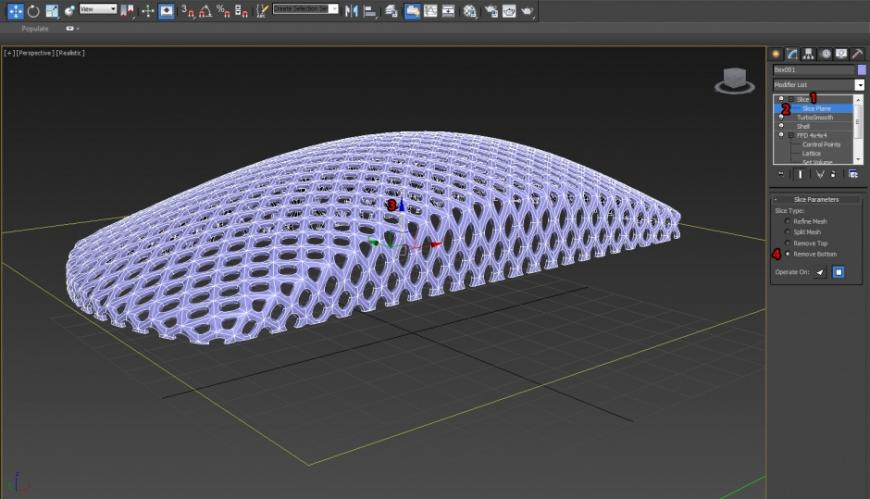 View
3
%
Create Selection Se
Populate
[+][Perspective][Realistic]
Box001
Modifier List
Slice 1
2 Slice Plane
TurboSmooth
Shell
FFD 4x4x4
Control Points
Lattice
Set Volume
3
Slice Parameters
Slice Type:
Refine Mesh
Split Mesh
Remove Top
4 Remove Bottom
Operate On:
z